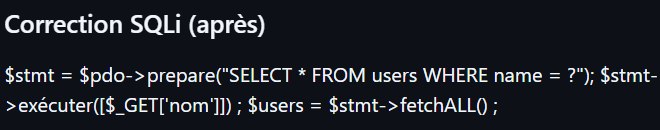 Correction SQLi (après)
$stmt = $pdo->prepare("SELECT * FROM users WHERE name = ?"); $stmt-
>exécuter([$_GET['nom']]) ; $users = $stmt->fetchALL() ;